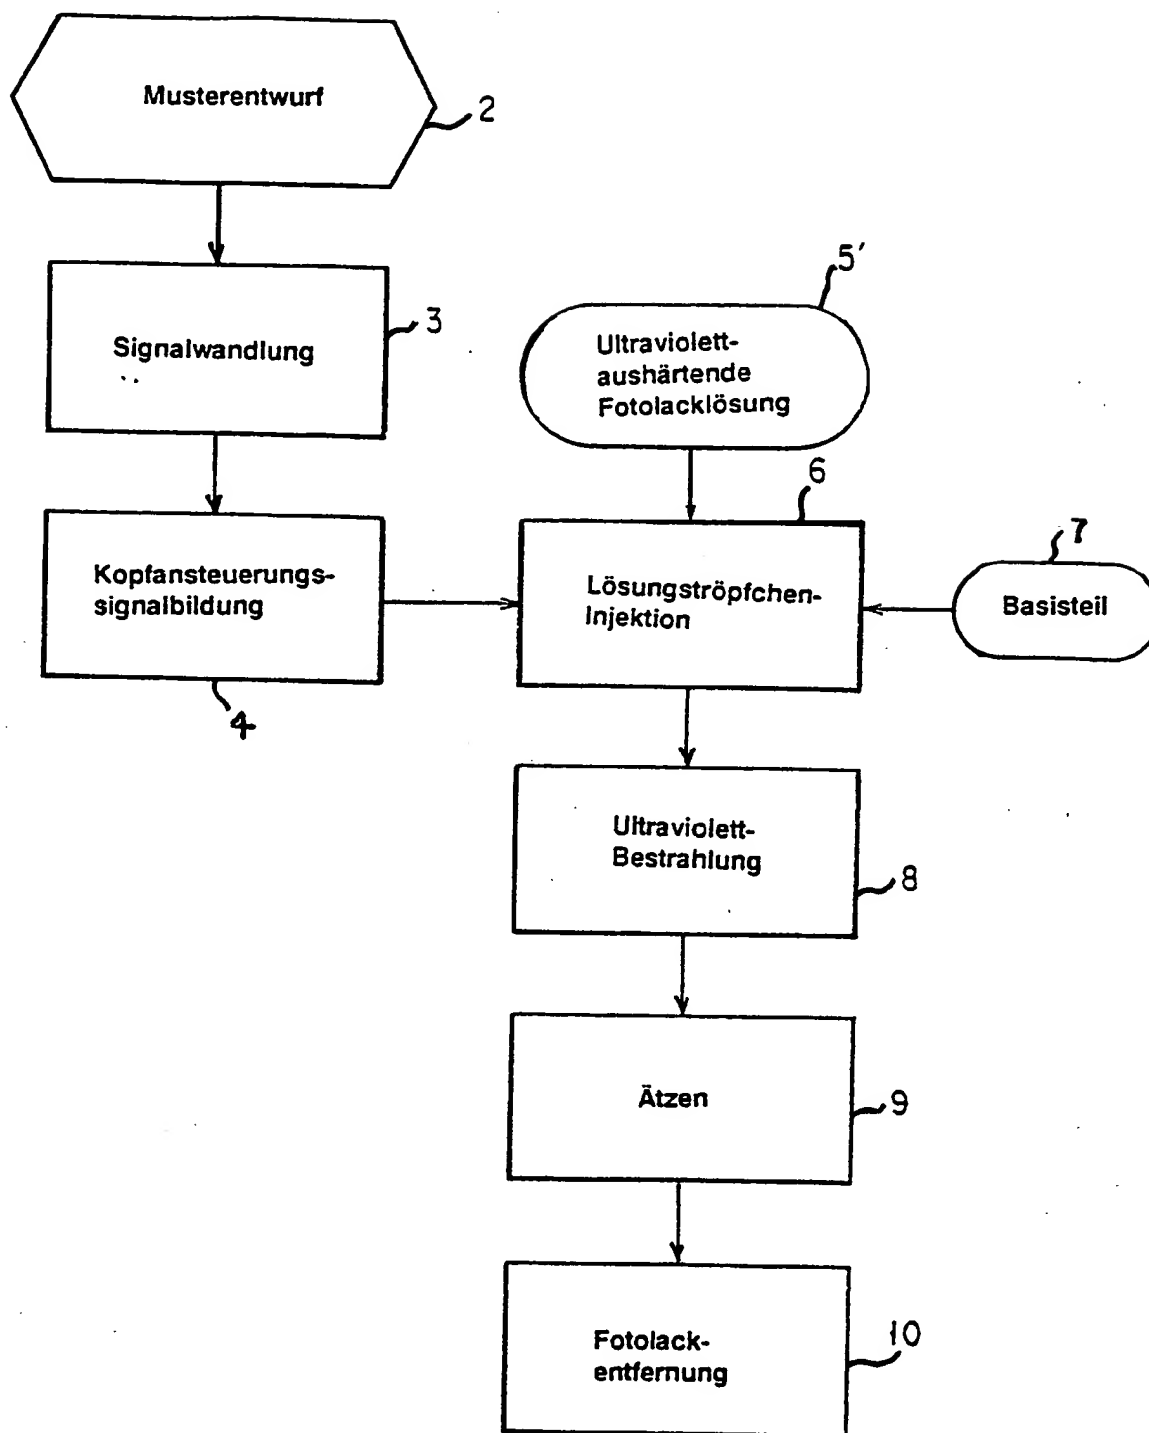 Musterentwurf
2
Signalwandlung
3
5'
Ultraviolett-
aushärtende
Fotolacklösung
Kopfansteuerungs-
signalbildung
4
6
Lösungströpfchen-
Injektion
7
Basisteil
Ultraviolett-
Bestrahlung
8
Ätzen
9
Fotolack-
entfernung
10